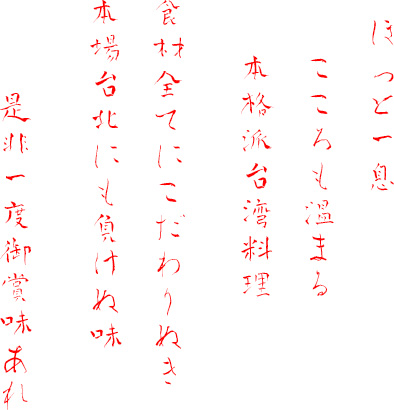 ほっと一息
こころも温まる
本格派台湾料理
食材全てにこだわりぬき
本場台北にも負けぬ味
是非一度御賞味あれ